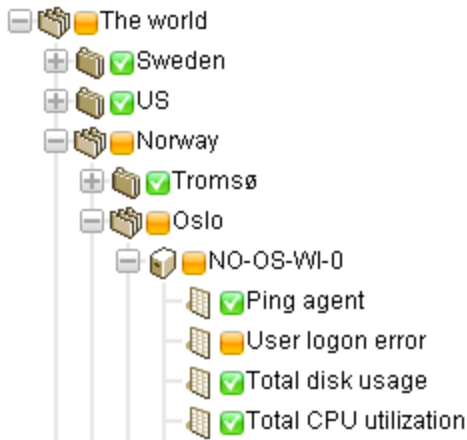 The world
Sweden
US
Norway
Tromsø
Oslo
NO-OS-WI-0
Ping agent
User logon error
Total disk usage
Total CPU utilization